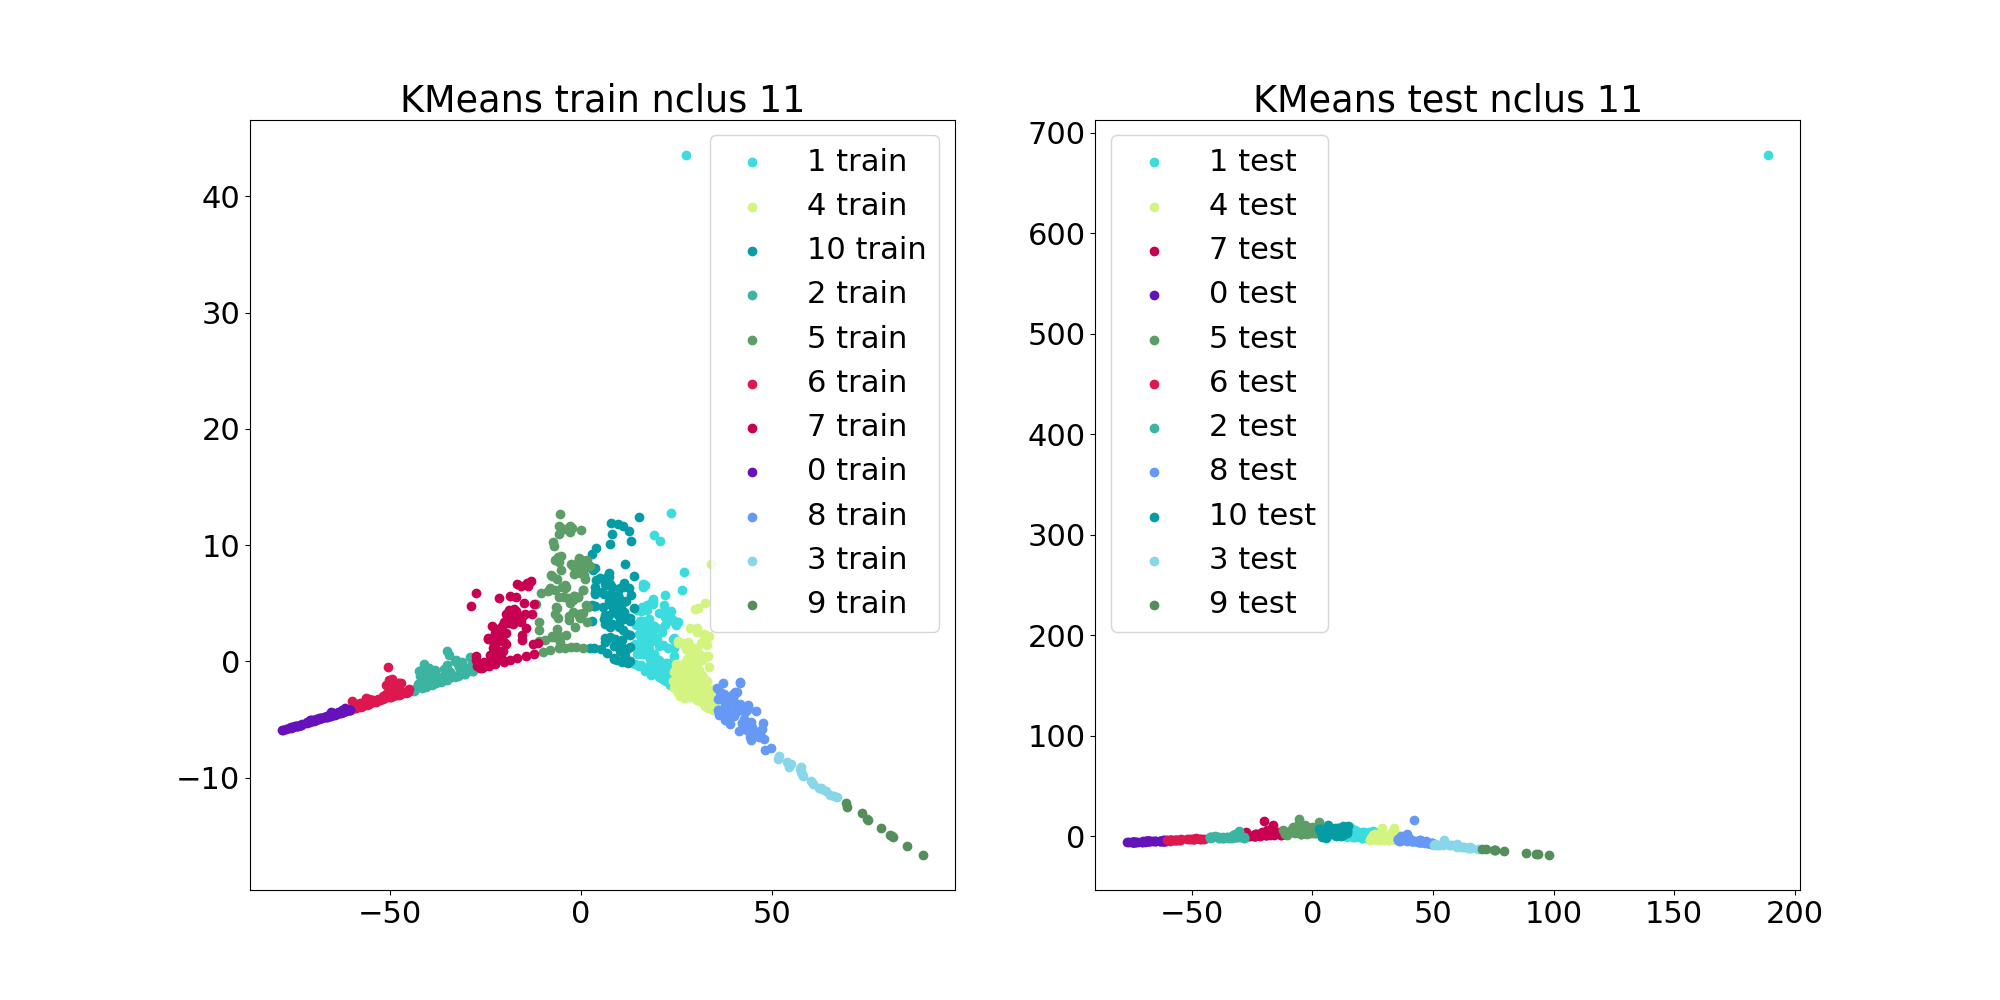 KMeans train nclus 11
40
30
20
10
0
−10
−50
0
50
1 train
4 train
10 train
2 train
5 train
6 train
7 train
0 train
8 train
3 train
9 train
KMeans test nclus 11
700
600
500
400
300
200
100
0
−50
0
50
100
150
200
1 test
4 test
7 test
0 test
5 test
6 test
2 test
8 test
10 test
3 test
9 test